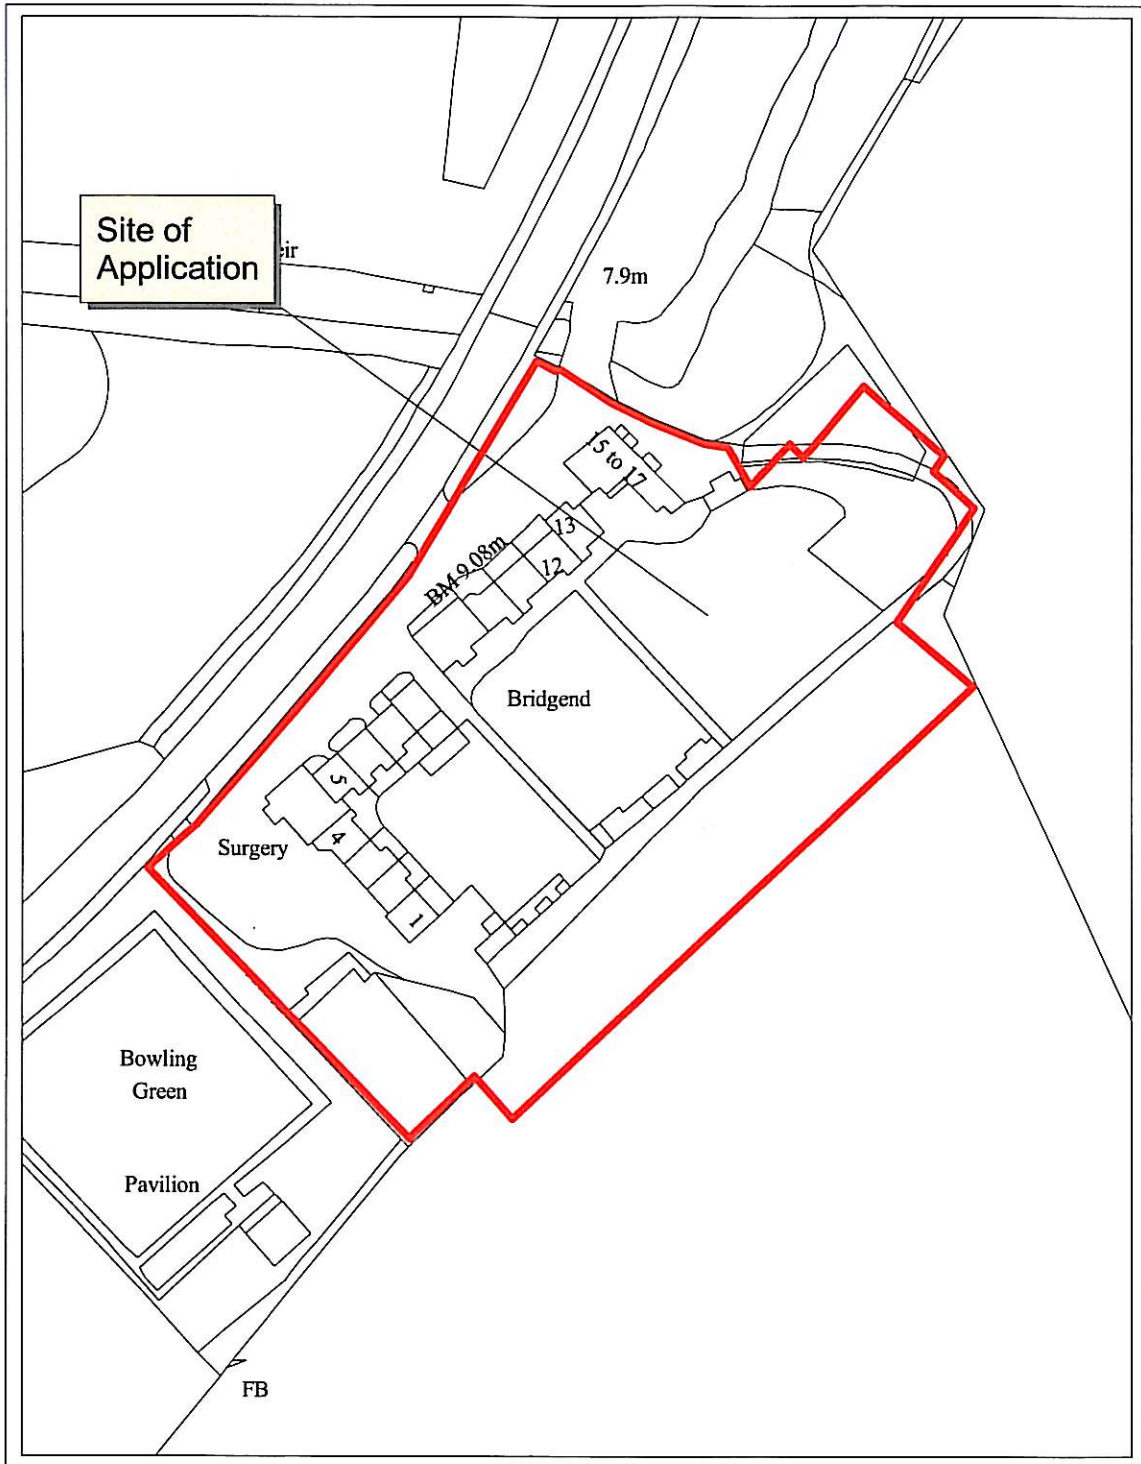 Site of
Application
eir
7.9m
15 to 17
13
12
BM 9.08m
Bridgend
5
4
Surgery
1
Bowling
Green
Pavilion
FB